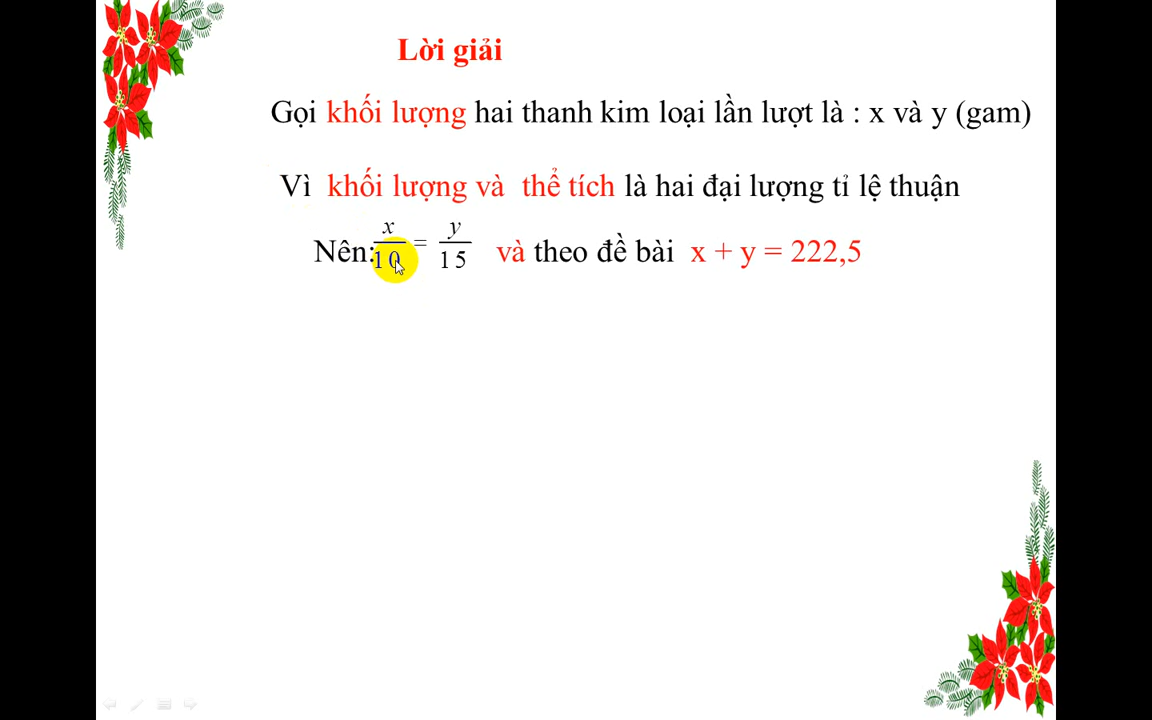 Lời giải
Gọi khối lượng hai thanh kim loại lần lượt là : x và y (gam)
Vì khối lượng và thể tích là hai đại lượng tỉ lệ thuận
Nên: x/10 = y/15 và theo đề bài x + y = 222,5